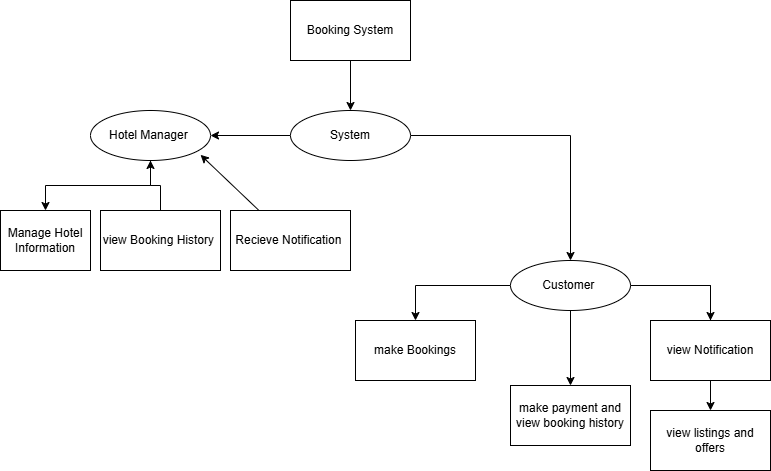 Booking System
Hotel Manager
System
Manage Hotel
Information
view Booking History
Recieve Notification
Customer
make Bookings
view Notification
make payment and
view booking history
view listings and
offers